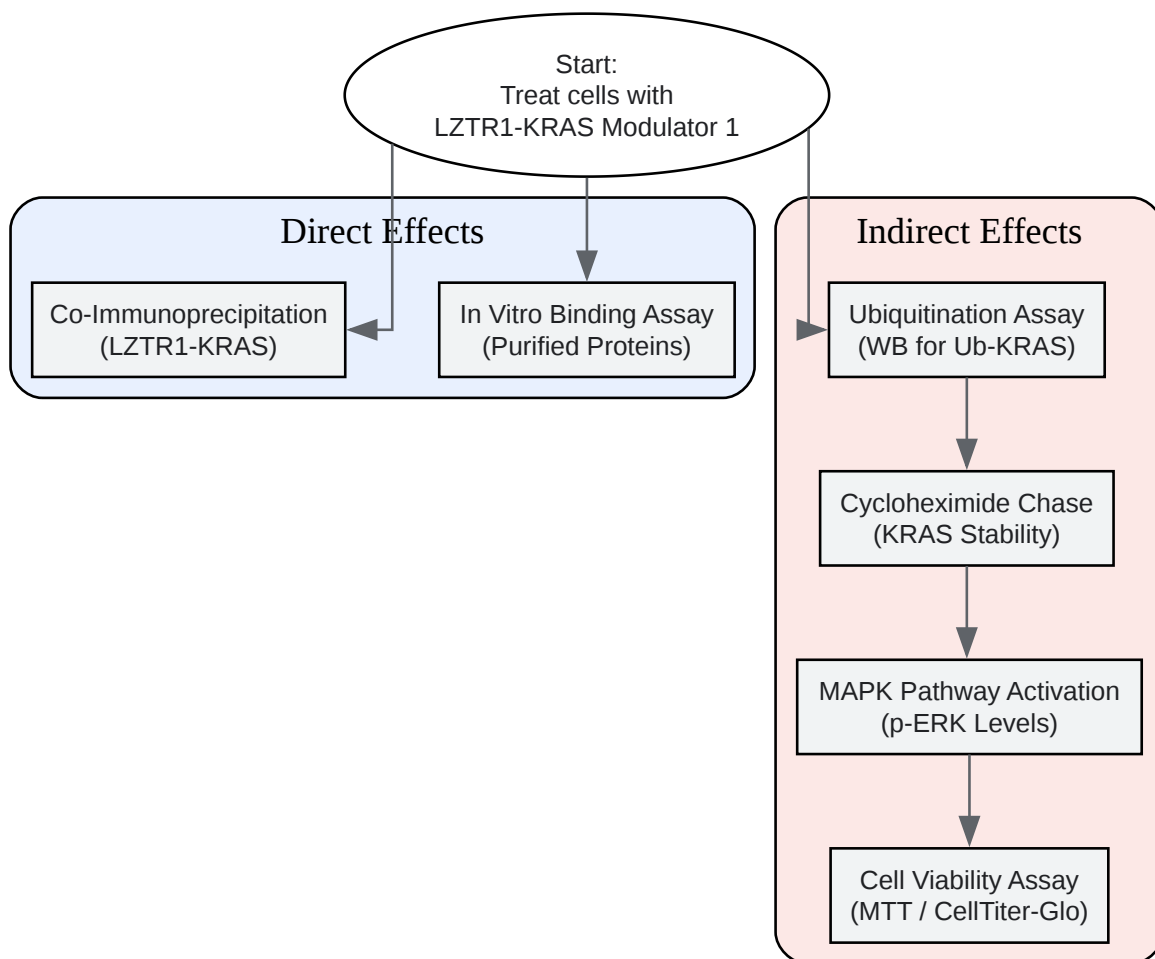 Start:
Treat cells with
LZTR1-KRAS Modulator 1
Direct Effects
Co-Immunoprecipitation
(LZTR1-KRAS)
In Vitro Binding Assay
(Purified Proteins)
Indirect Effects
Ubiquitination Assay
(WB for Ub-KRAS)
Cycloheximide Chase
(KRAS Stability)
MAPK Pathway Activation
(p-ERK Levels)
Cell Viability Assay
(MTT / CellTiter-Glo)